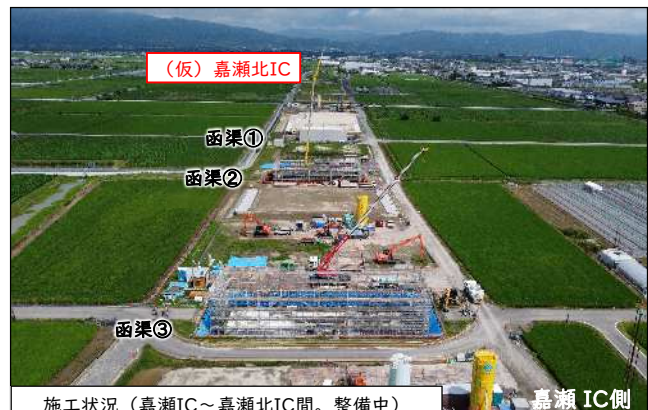 （仮）嘉瀬北IC
函渠①
函渠②
函渠③
施工状況（嘉瀬IC～嘉瀬北IC間。整備中）
嘉瀬 IC側